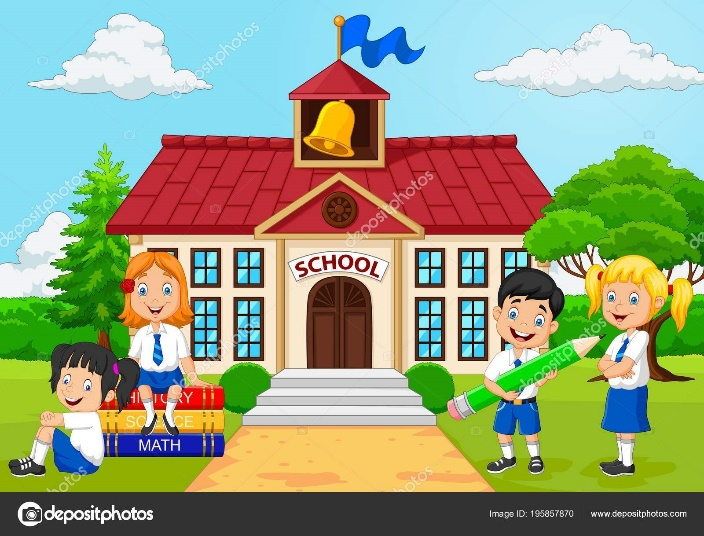 SCHOOL
HISTORY
SCIENCE
MATH
depositphotos
Image ID: 195857870 www.depositphotos.com